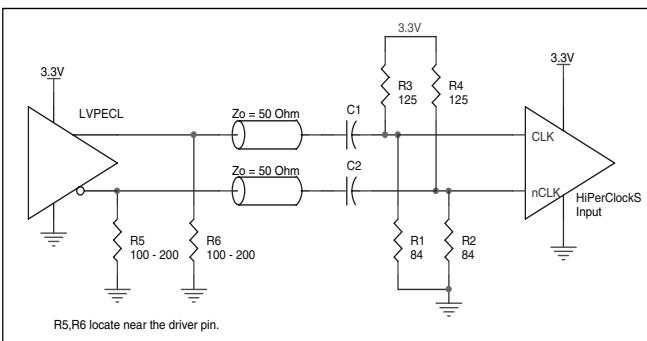 3.3V
3.3V
3.3V
LVPECL
R3
125
R4
125
C1
Zo = 50 Ohm
CLK
C2
Zo = 50 Ohm
nCLK
HiPerClockS
Input
R5
100 - 200
R6
100 - 200
R1
84
R2
84
R5,R6 locate near the driver pin.